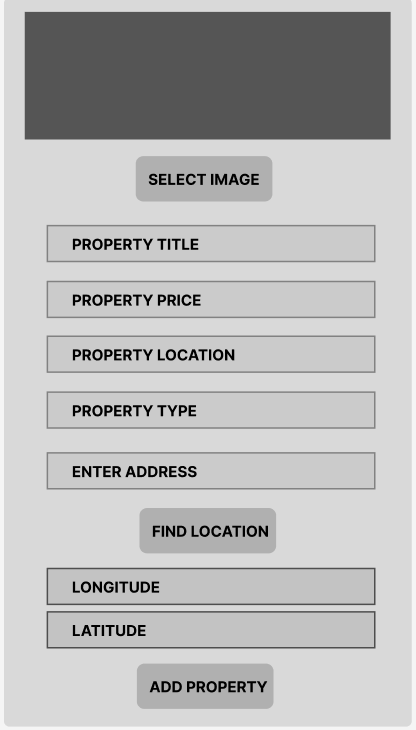 SELECT IMAGE
PROPERTY TITLE
PROPERTY PRICE
PROPERTY LOCATION
PROPERTY TYPE
ENTER ADDRESS
FIND LOCATION
LONGITUDE
LATITUDE
ADD PROPERTY